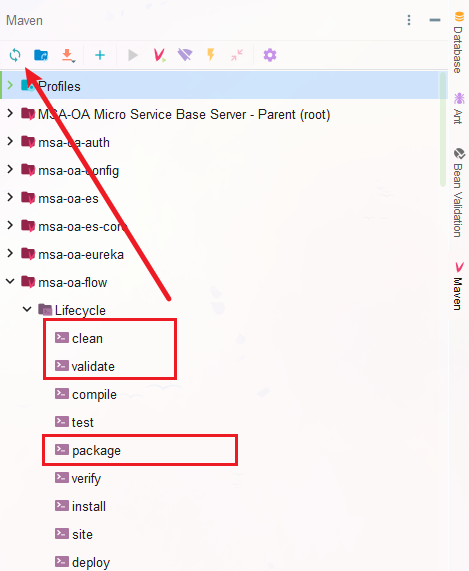 Maven
Profiles
MSA-OA Micro Service Base Server - Parent (root)
msa-oa-auth
msa-oa-config
msa-oa-es
msa-oa-es-core
msa-oa-eureka
msa-oa-flow
Lifecycle
clean
validate
compile
test
package
verify
install
site
deploy
Database
Ant
Bean Validation
Maven